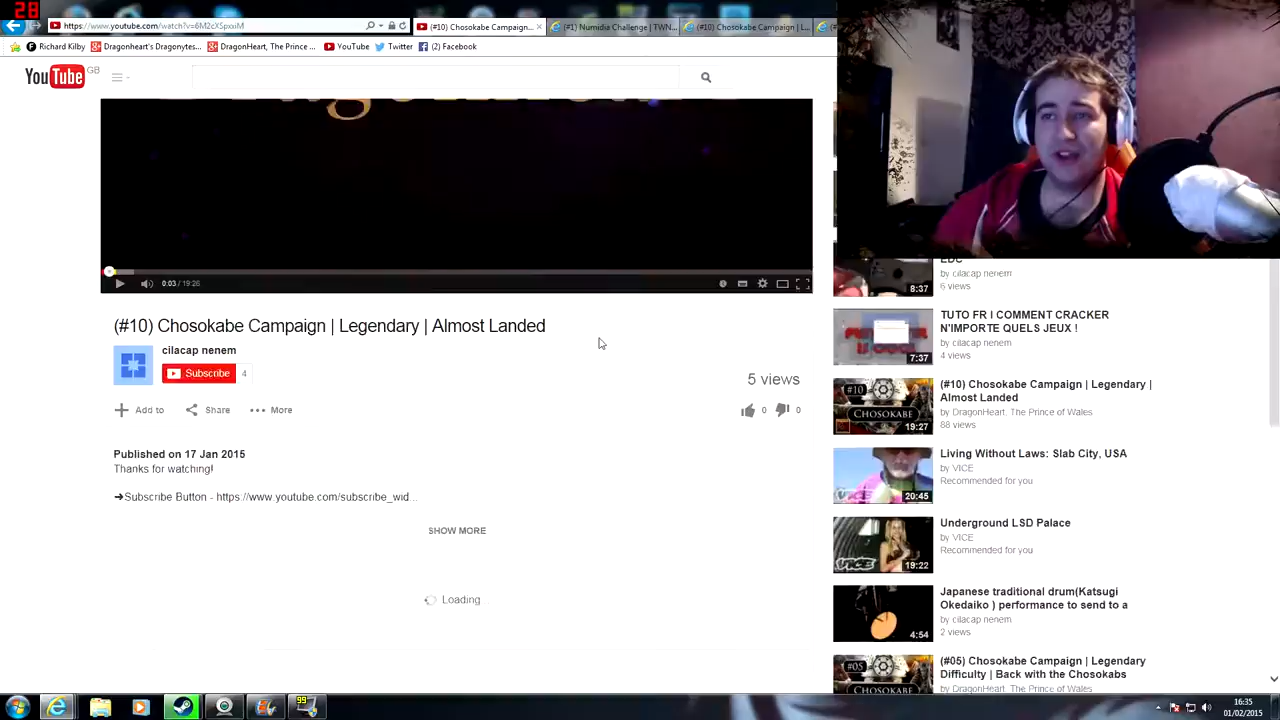 28
https://www.youtube.com/watch?v=6M2cXSpxxiM
(#10) Chosokabe Campaign...
(#1) Numidia Challenge | TWN...
(#10) Chosokabe Campaign | L...
Richard Kilby
Dragonheart's Dragonytes...
DragonHeart, The Prince ...
YouTube
Twitter
(2) Facebook
YouTube GB
0:03 / 19:26
(#10) Chosokabe Campaign | Legendary | Almost Landed
cilacap nenem
Subscribe 4
5 views
Add to
Share
More
0
0
Published on 17 Jan 2015
Thanks for watching!
➔Subscribe Button - https://www.youtube.com/subscribe_wid...
SHOW MORE
Loading
EDC
by cilacap nenem
6 views
8:37
TUTO FR l COMMENT CRACKER
N'IMPORTE QUELS JEUX !
by cilacap nenem
4 views
7:37
(#10) Chosokabe Campaign | Legendary |
Almost Landed
by DragonHeart, The Prince of Wales
88 views
#10
CHOSOKABE
19:27
Living Without Laws: Slab City, USA
by VICE
Recommended for you
VICE
20:45
Underground LSD Palace
by VICE
Recommended for you
VICE
19:22
Japanese traditional drum(Katsugi
Okedaiko ) performance to send to a
by cilacap nenem
2 views
4:54
(#05) Chosokabe Campaign | Legendary
Difficulty | Back with the Chosokabs
by DragonHeart, The Prince of Wales
#05
CHOSOKABE
99
16:35
01/02/2015